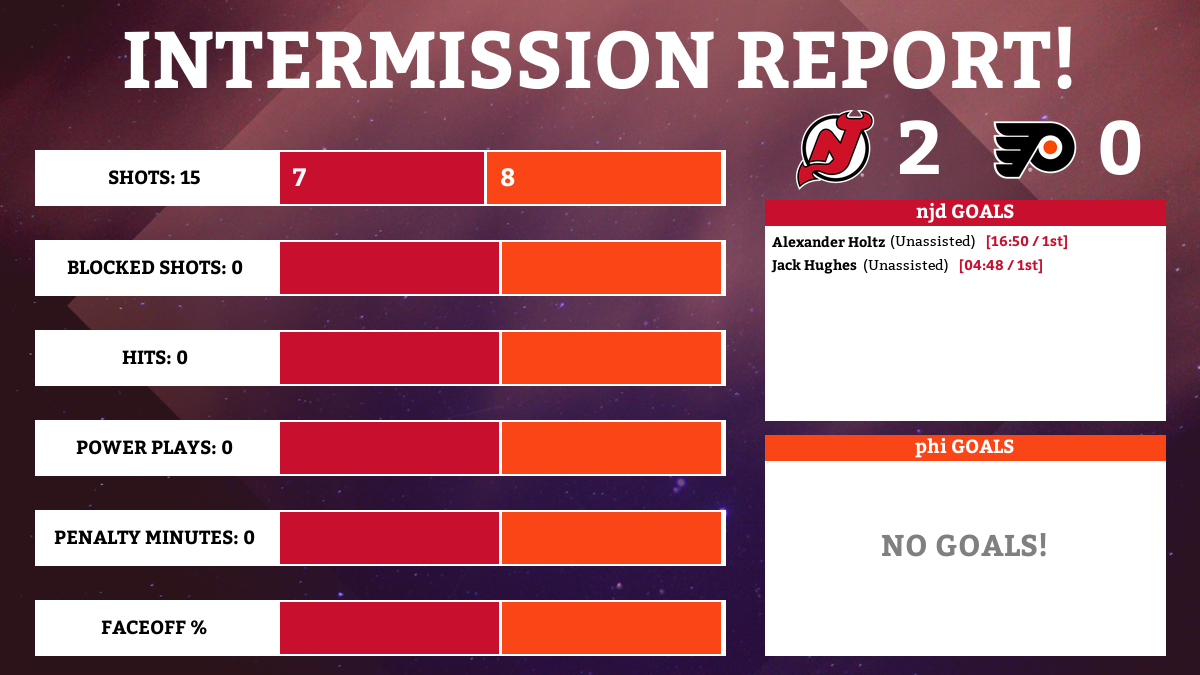 INTERMISSION REPORT!
2 0
SHOTS: 15 7 8
BLOCKED SHOTS: 0
HITS: 0
POWER PLAYS: 0
PENALTY MINUTES: 0
FACEOFF %
njd GOALS
Alexander Holtz (Unassisted) [16:50 / 1st]
Jack Hughes (Unassisted) [04:48 / 1st]
phi GOALS
NO GOALS!